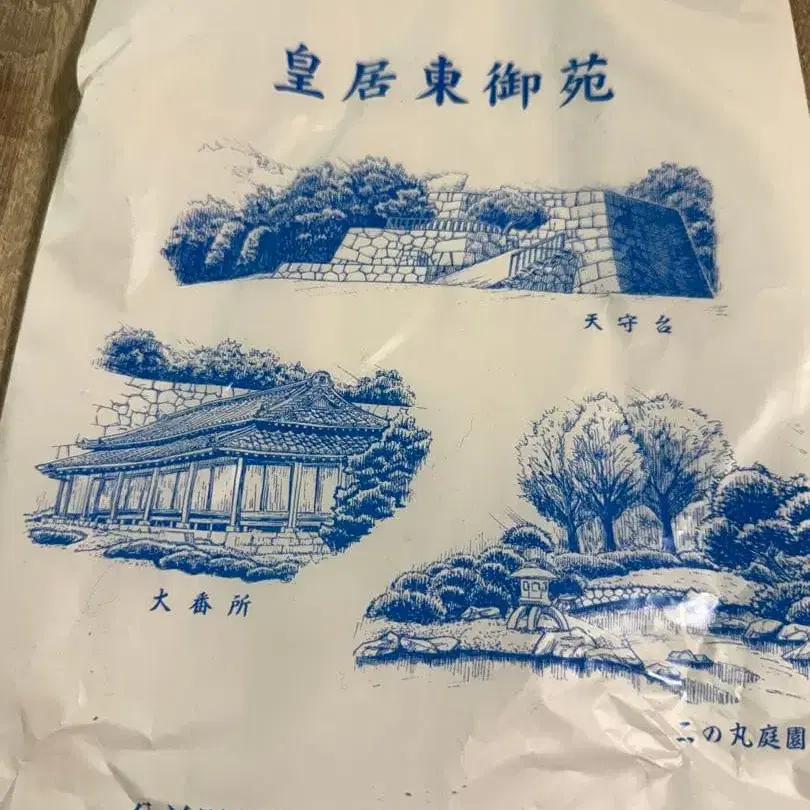 皇居東御苑
天守台
大番所
二の丸庭園